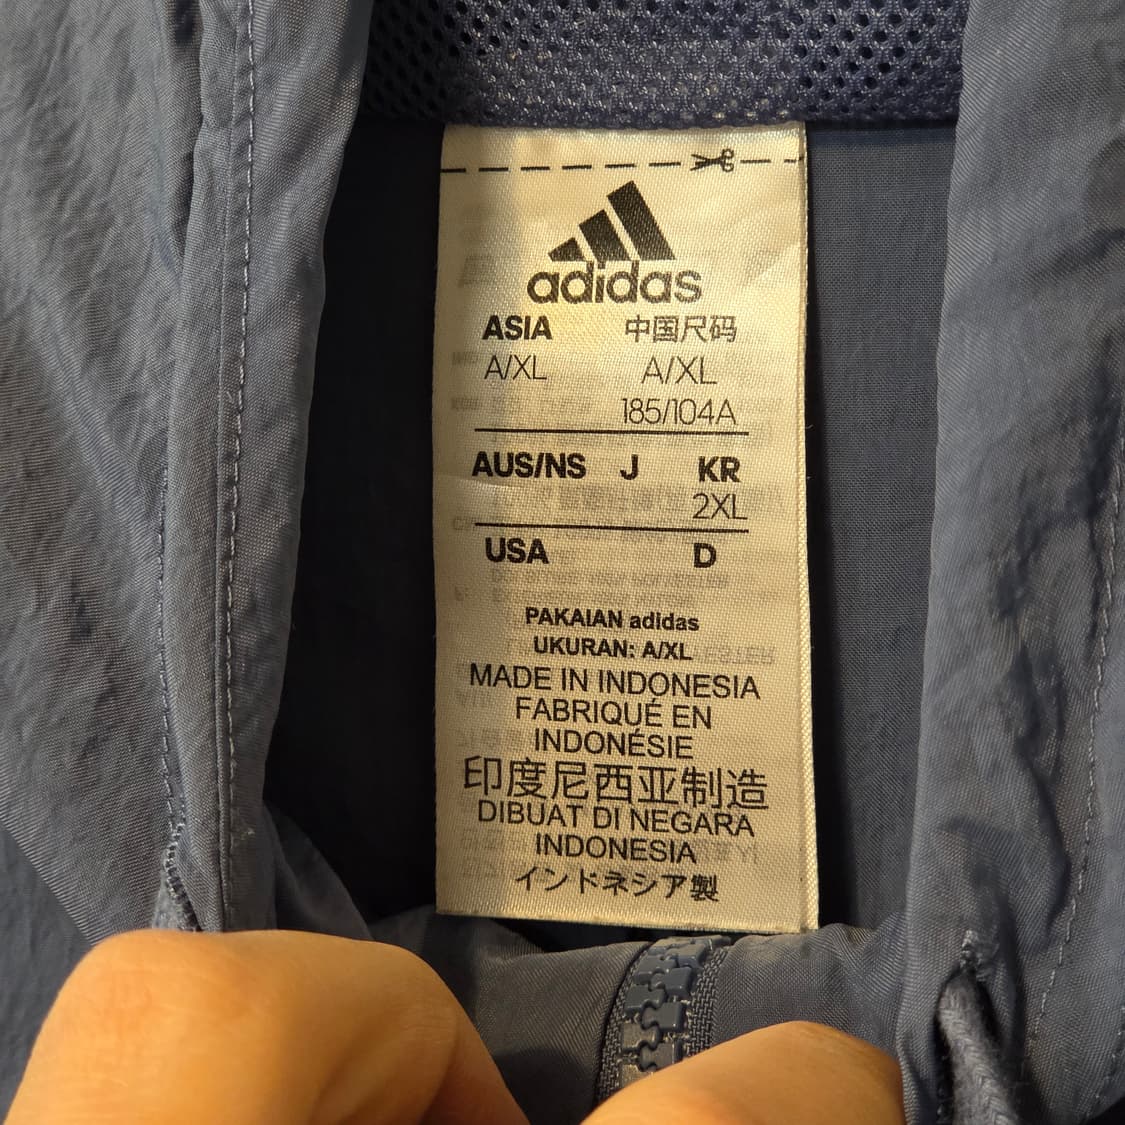 adidas
ASIA 中国尺码
A/XL A/XL
185/104A
AUS/NS J KR
2XL
USA D
PAKAIAN adidas
UKURAN: A/XL
MADE IN INDONESIA
FABRIQUÉ EN
INDONÉSIE
印度尼西亚制造
DIBUAT DI NEGARA
INDONESIA
インドネシア製